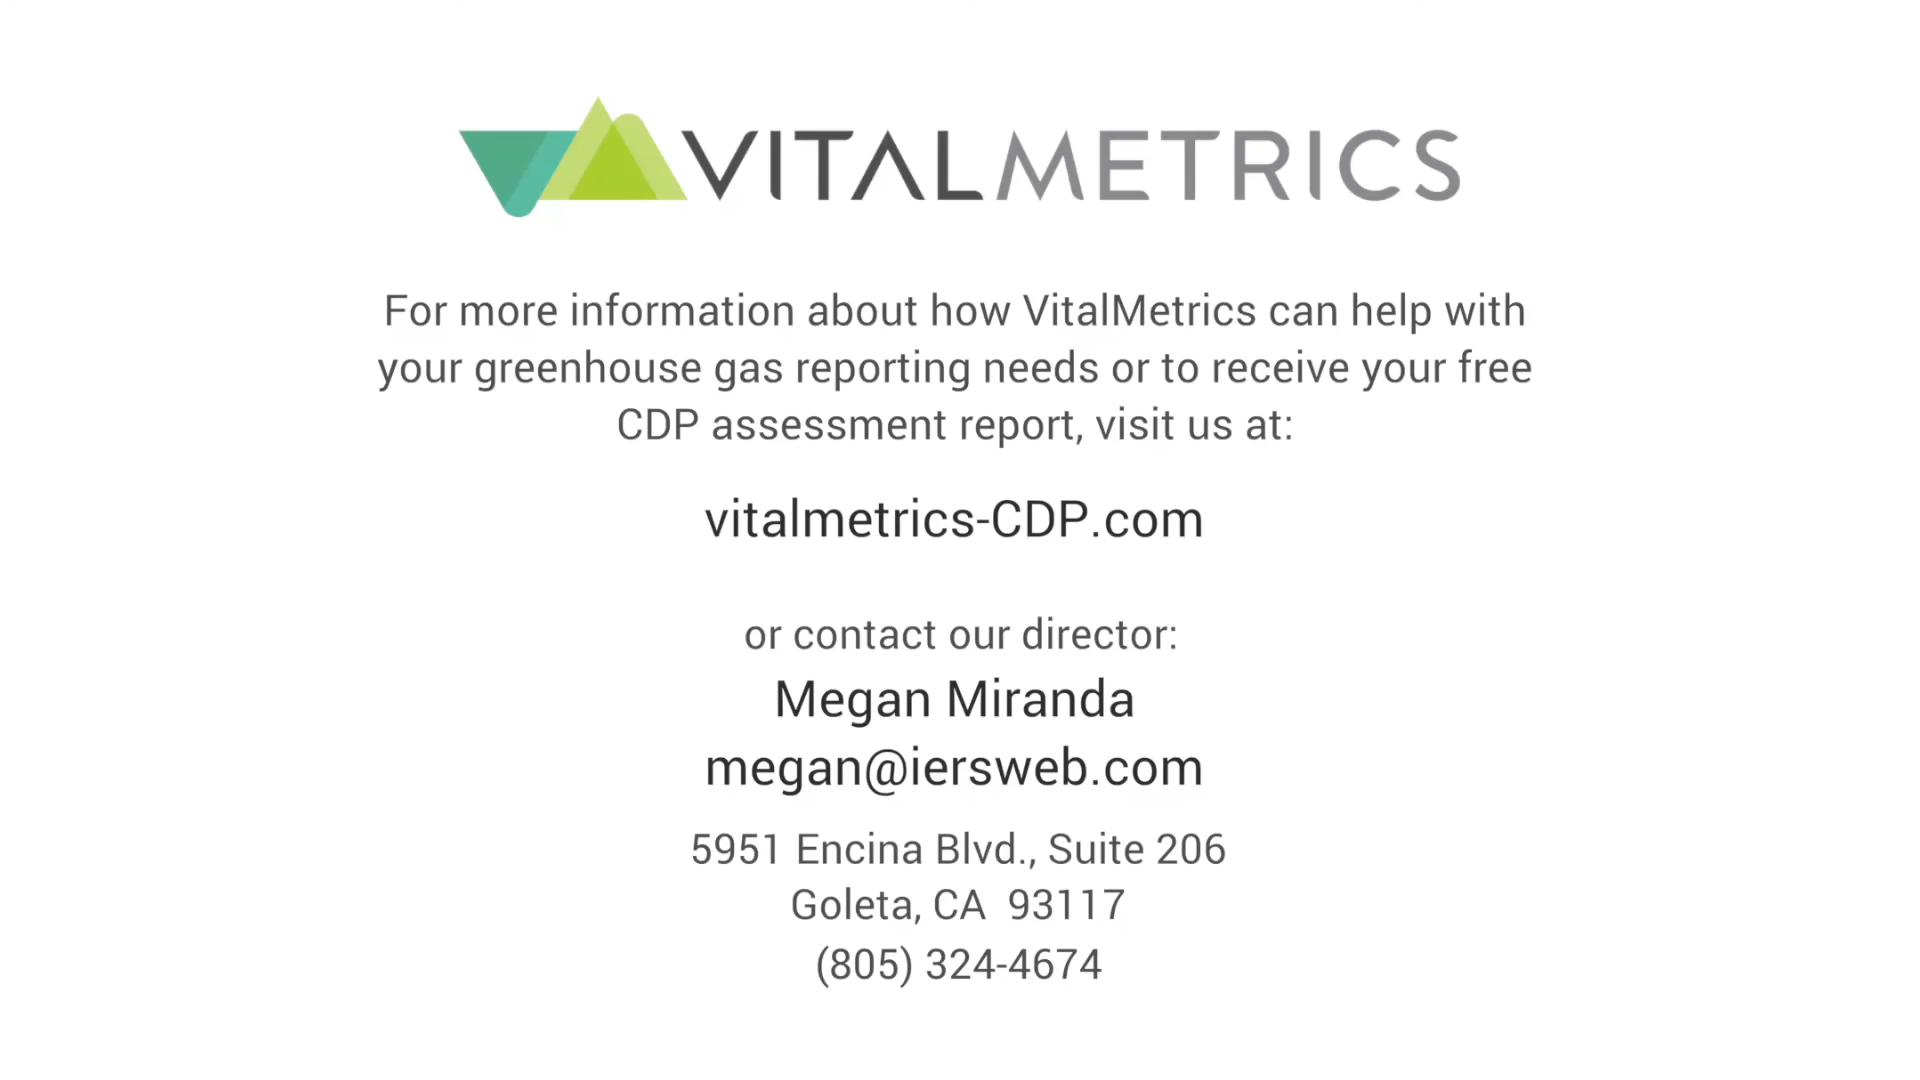 VITALMETRICS
For more information about how VitalMetrics can help with
your greenhouse gas reporting needs or to receive your free
CDP assessment report, visit us at:
vitalmetrics-CDP.com
or contact our director:
Megan Miranda
megan@iersweb.com
5951 Encina Blvd., Suite 206
Goleta, CA  93117
(805) 324-4674